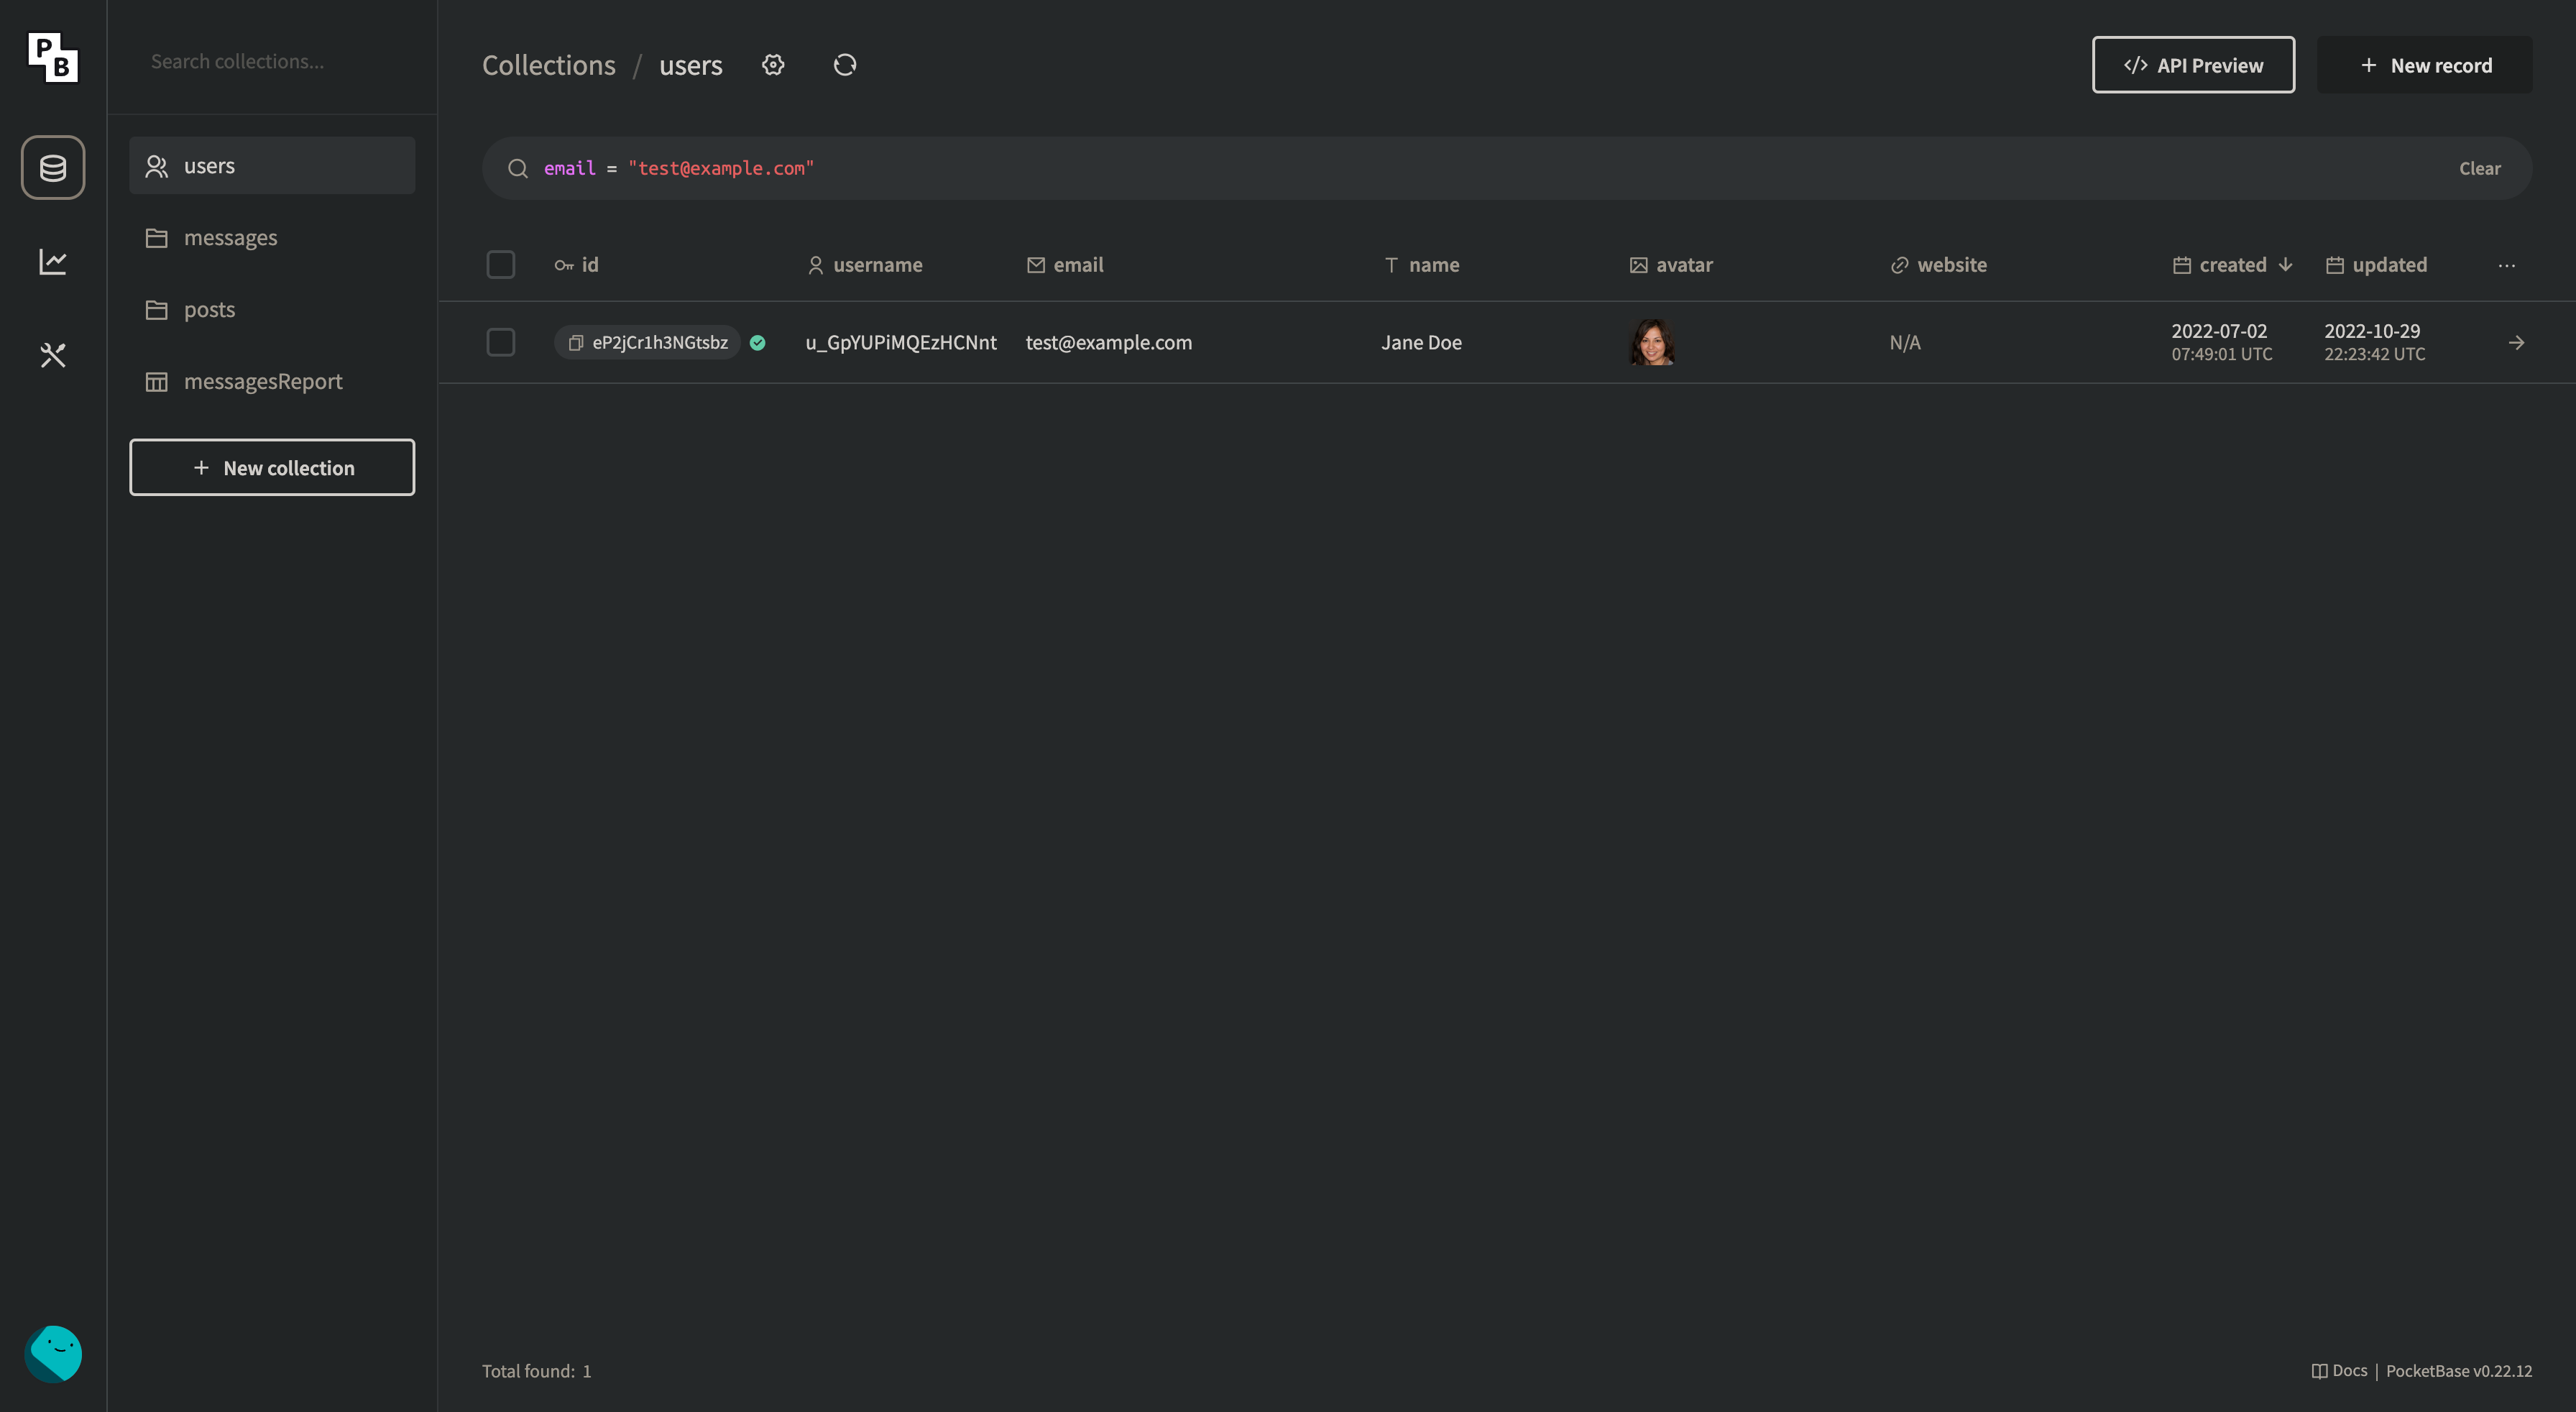 PB
Search collections...
users
messages
posts
messagesReport
+ New collection
Collections / users
</> API Preview
+ New record
email = "test@example.com"
Clear
id username email name avatar website created updated
eP2jCr1h3NGtsbz u_GpYUPiMQEzHCNnt test@example.com Jane Doe N/A 2022-07-02 2022-10-29
07:49:01 UTC 22:23:42 UTC
Total found: 1
Docs | PocketBase v0.22.12